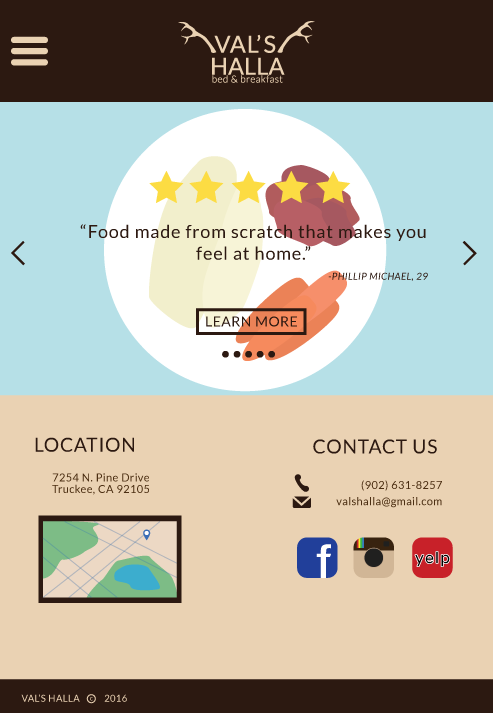 VAL'S
HALLA
bed & breakfast
“Food made from scratch that makes you
feel at home.”
-PHILLIP MICHAEL, 29
LEARN MORE
LOCATION
7254 N. Pine Drive
Truckee, CA 92105
CONTACT US
(902) 631-8257
valshalla@gmail.com
f
yelp
VAL'S HALLA © 2016